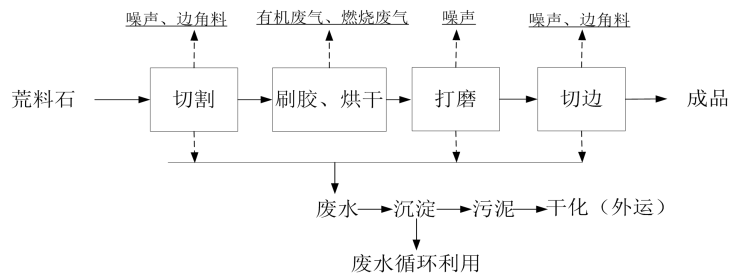 噪声、边角料 有机废气、燃烧废气 噪声 噪声、边角料
荒料石 切割 刷胶、烘干 打磨 切边 成品
废水 沉淀 污泥 干化（外运）
废水循环利用